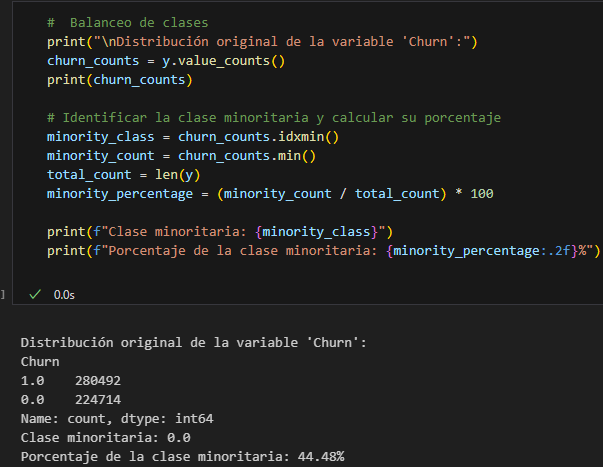 #  Balanceo de clases
print("\nDistribución original de la variable 'Churn':")
churn_counts = y.value_counts()
print(churn_counts)
# Identificar la clase minoritaria y calcular su porcentaje
minority_class = churn_counts.idxmin()
minority_count = churn_counts.min()
total_count = len(y)
minority_percentage = (minority_count / total_count) * 100
print(f"Clase minoritaria: {minority_class}")
print(f"Porcentaje de la clase minoritaria: {minority_percentage:.2f}%")
] ✓ 0.0s
Distribución original de la variable 'Churn':
Churn
1.0    280492
0.0    224714
Name: count, dtype: int64
Clase minoritaria: 0.0
Porcentaje de la clase minoritaria: 44.48%